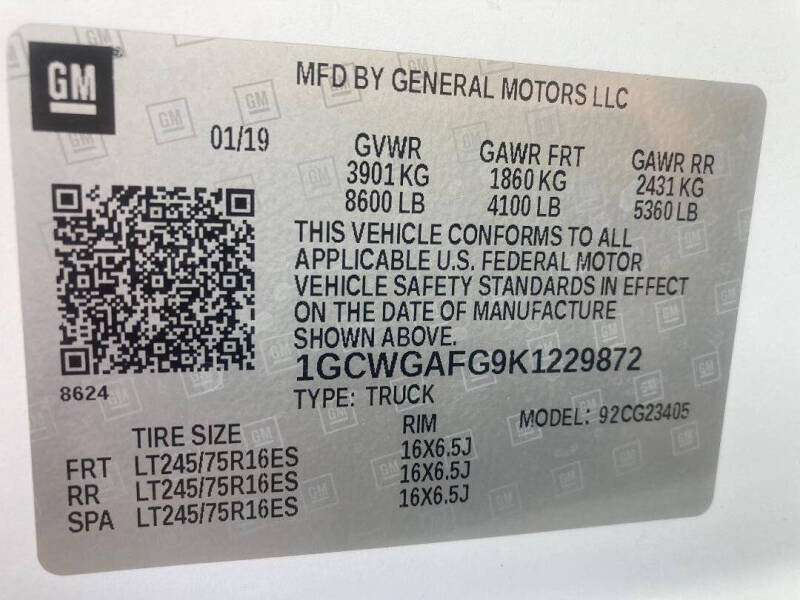 GM
MFD BY GENERAL MOTORS LLC
01/19
GVWR GAWR FRT GAWR RR
3901 KG 1860 KG 2431 KG
8600 LB 4100 LB 5360 LB
THIS VEHICLE CONFORMS TO ALL
APPLICABLE U.S. FEDERAL MOTOR
VEHICLE SAFETY STANDARDS IN EFFECT
ON THE DATE OF MANUFACTURE
SHOWN ABOVE.
1GCWGAFG9K1229872
8624
TYPE: TRUCK
MODEL: 92CG23405
TIRE SIZE RIM
FRT LT245/75R16ES 16X6.5J
RR LT245/75R16ES 16X6.5J
SPA LT245/75R16ES 16X6.5J